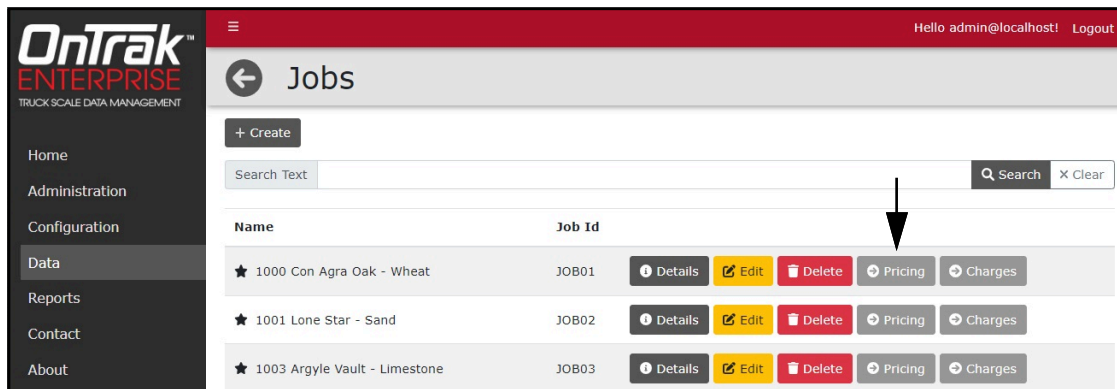 OnTrak™
ENTERPRISE
TRUCK SCALE DATA MANAGEMENT
Home
Administration
Configuration
Data
Reports
Contact
About
Hello admin@localhost! Logout
Jobs
+ Create
Search Text Search × Clear
Name Job Id
1000 Con Agra Oak - Wheat JOB01 Details Edit Delete Pricing Charges
1001 Lone Star - Sand JOB02 Details Edit Delete Pricing Charges
1003 Argyle Vault - Limestone JOB03 Details Edit Delete Pricing Charges